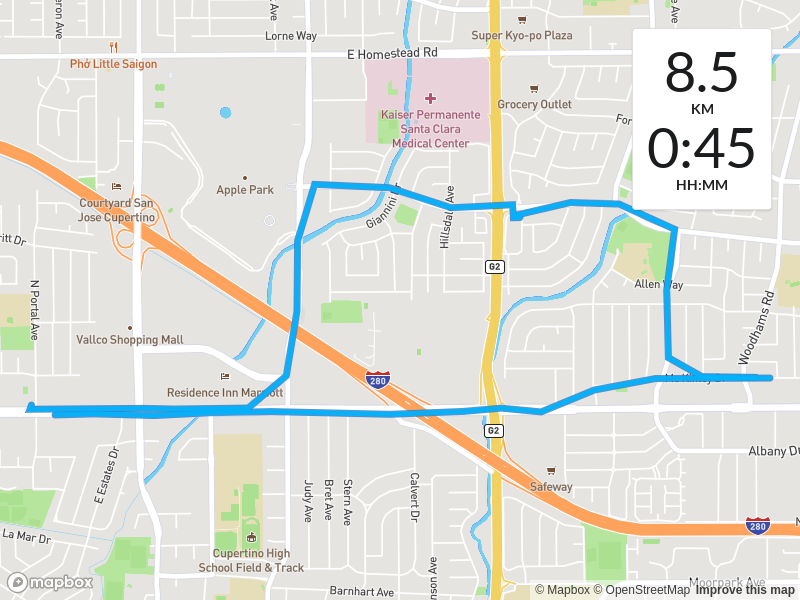 Lorne Way
Super Kyo-po Plaza
E Homestead Rd
Phở Little Saigon
8.5
KM
0:45
HH:MM
Grocery Outlet
Kaiser Permanente
Santa Clara
Medical Center
Apple Park
Courtyard San
Jose Cupertino
Giannini
Hillsdale Ave
G2
N Portal Ave
Allen Way
Woodhams Rd
Vallco Shopping Mall
280
Residence Inn Marriott
G2
Albany Dr
E Estates Dr
Judy Ave
Bret Ave
Stern Ave
Calvert Dr
Safeway
280
La Mar Dr
Cupertino High
School Field & Track
Barnhart Ave
Moorpark Ave
mapbox
© Mapbox © OpenStreetMap Improve this map